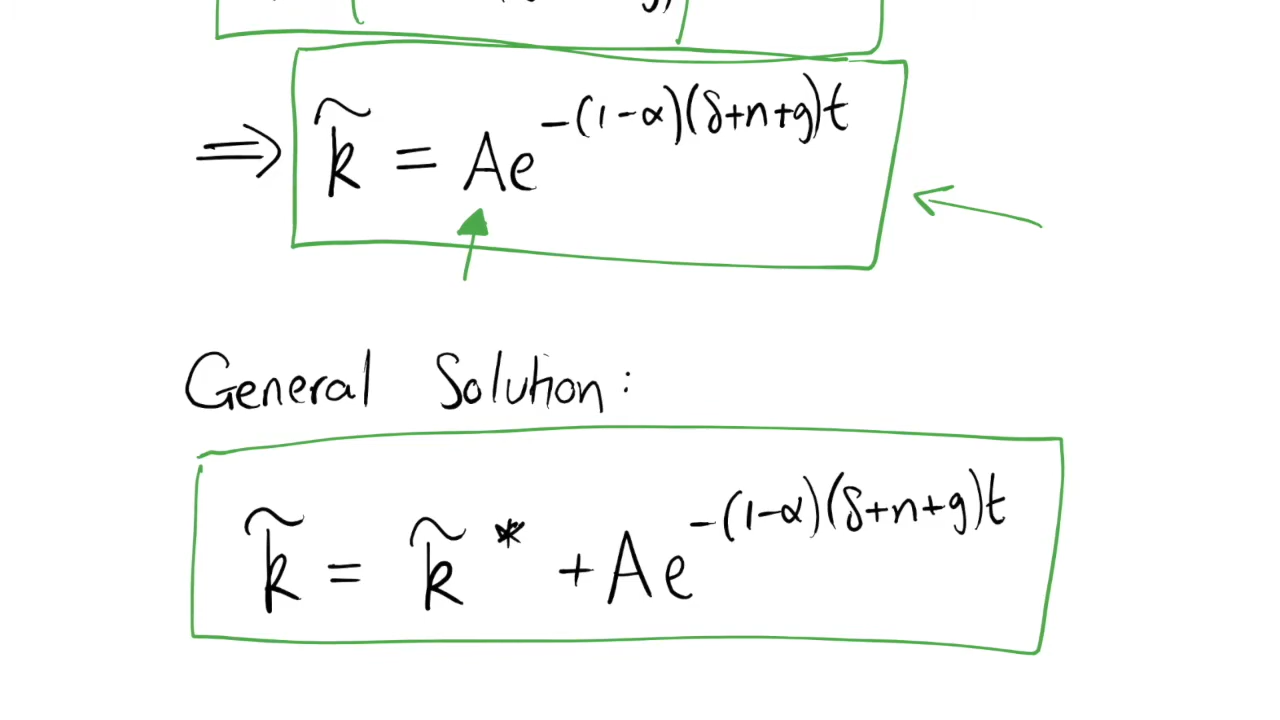 ⇒ k̃ = Ae^{-(1-α)(δ+n+g)t}
General Solution:
k̃ = k̃* + Ae^{-(1-α)(δ+n+g)t}